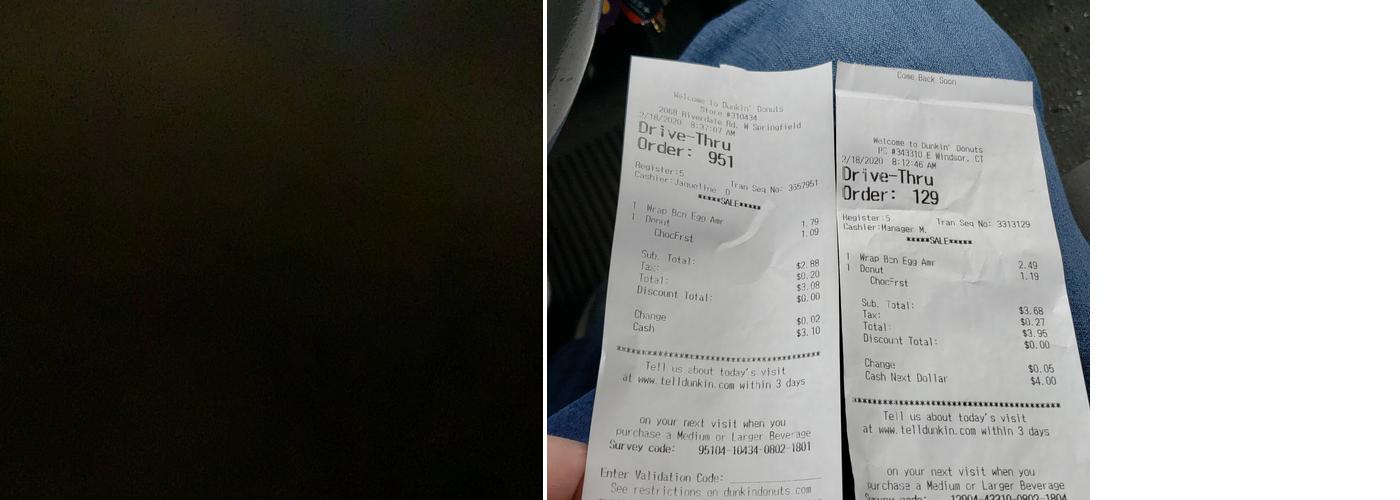 Welcome to Dunkin' Donuts
Store #310434
2068 Riverdale Rd. W Springfield
2/18/2020 8:37:07 AM
Drive-Thru
Order: 951
Register:5 Tran Seq No: 3657951
Cashier:Jaqueline D
*****SALE*****
1 Wrap Bcn Egg Amr 1.79
1 Donut 1.09
ChocFrst
Sub. Total: $2.88
Tax: $0.20
Total: $3.08
Discount Total: $0.00
Change $0.02
Cash $3.10
Tell us about today's visit
at www.telldunkin.com within 3 days
on your next visit when you
purchase a Medium or Larger Beverage
Survey code: 95104-10434-0802-1801
Enter Validation Code:
See restrictions on dunkindonuts.com
Come Back Soon
Welcome to Dunkin' Donuts
PC #343310 E Windsor, CT
2/18/2020 8:12:46 AM
Drive-Thru
Order: 129
Register:5 Tran Seq No: 3313129
Cashier:Manager M.
*****SALE*****
1 Wrap Bcn Egg Amr 2.49
1 Donut 1.19
ChocFrst
Sub. Total: $3.68
Tax: $0.27
Total: $3.95
Discount Total: $0.00
Change $0.05
Cash Next Dollar $4.00
Tell us about today's visit
at www.telldunkin.com within 3 days
on your next visit when you
purchase a Medium or Larger Beverage